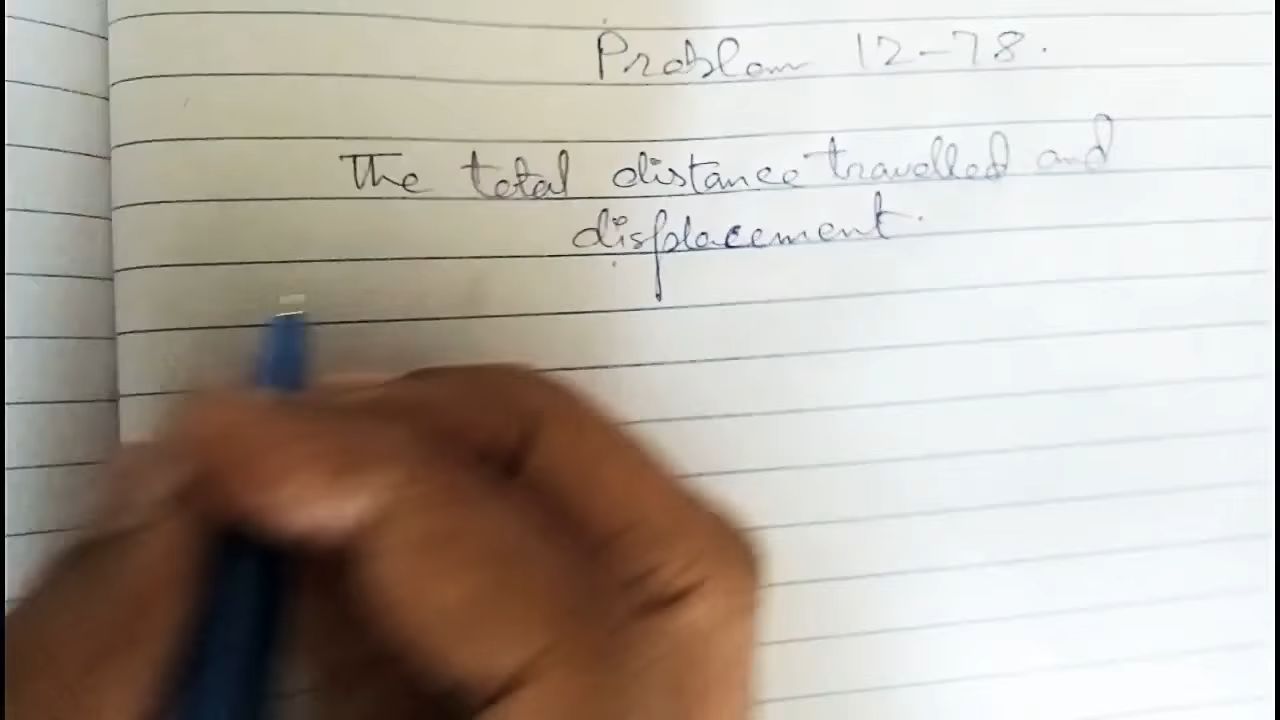 Problem 12-78.
The total distance travelled and
displacement.